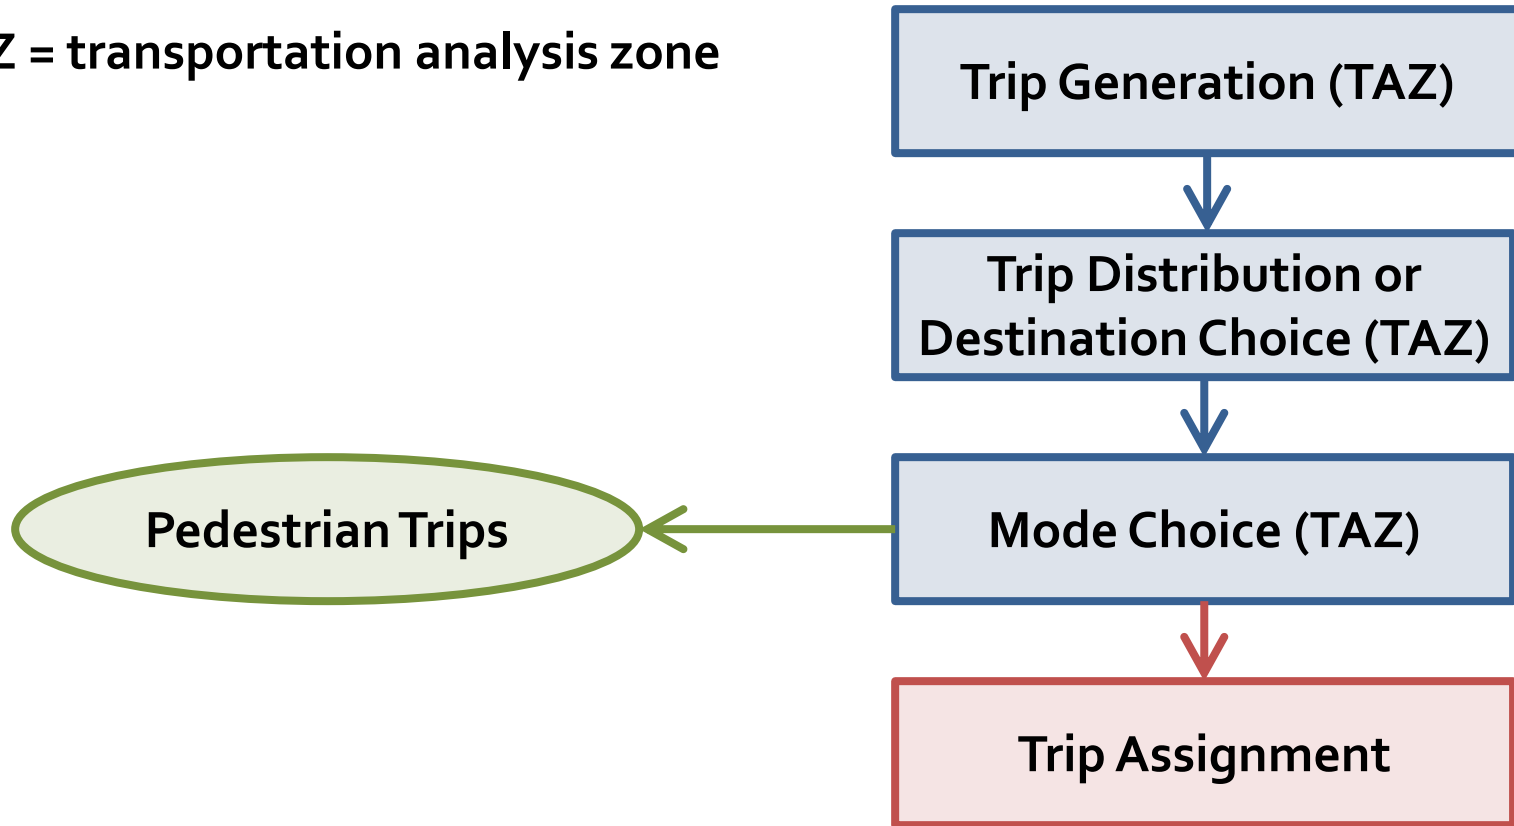 Z = transportation analysis zone
Trip Generation (TAZ)
Trip Distribution or
Destination Choice (TAZ)
Pedestrian Trips
Mode Choice (TAZ)
Trip Assignment